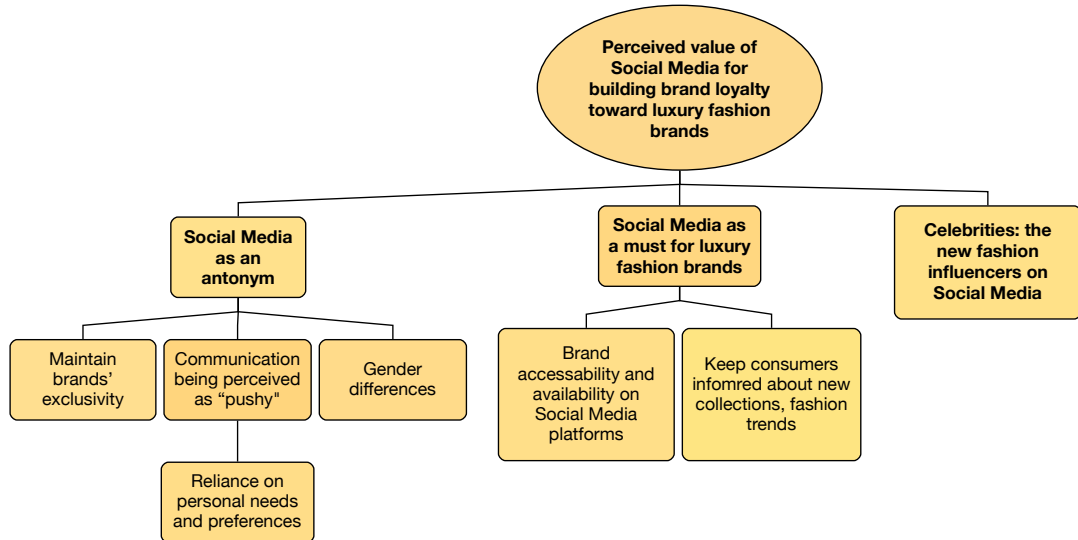 Perceived value of
Social Media for
building brand loyalty
toward luxury fashion
brands
Social Media
as an
antonym
Social Media as
a must for luxury
fashion brands
Celebrities: the
new fashion
influencers on
Social Media
Maintain
brands’
exclusivity
Communication
being perceived
as “pushy"
Gender
differences
Brand
accessability and
availability on
Social Media
platforms
Keep consumers
infomred about new
collections, fashion
trends
Reliance on
personal needs
and preferences